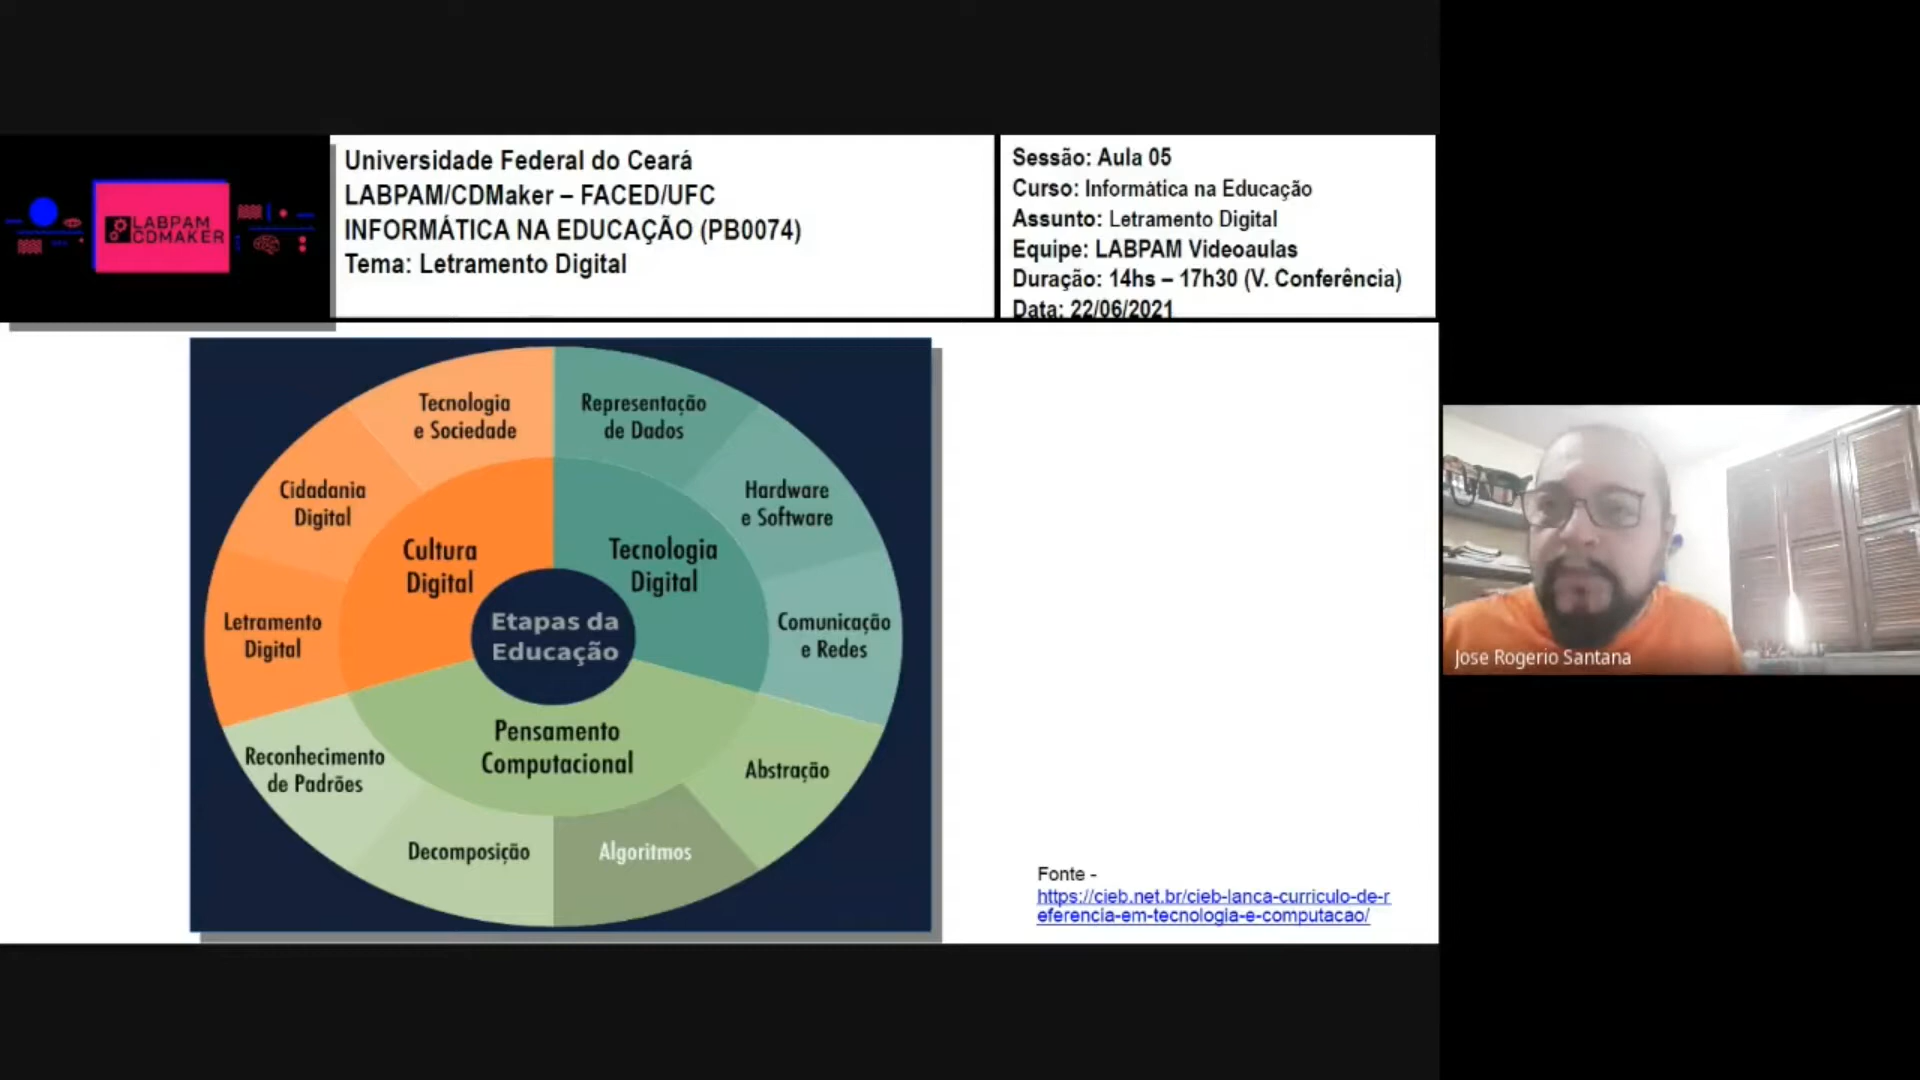 LABPAM
CDMAKER
Universidade Federal do Ceará
LABPAM/CDMaker – FACED/UFC
INFORMÁTICA NA EDUCAÇÃO (PB0074)
Tema: Letramento Digital
Sessão: Aula 05
Curso: Informática na Educação
Assunto: Letramento Digital
Equipe: LABPAM Videoaulas
Duração: 14hs – 17h30 (V. Conferência)
Data: 22/06/2021
Tecnologia
e Sociedade
Representação
de Dados
Cidadania
Digital
Hardware
e Software
Cultura
Digital
Tecnologia
Digital
Letramento
Digital
Etapas da
Educação
Comunicação
e Redes
Pensamento
Computacional
Reconhecimento
de Padrões
Abstração
Decomposição
Algoritmos
Fonte -
https://cieb.net.br/cieb-lanca-curriculo-de-r
eferencia-em-tecnologia-e-computacao/
Jose Rogerio Santana